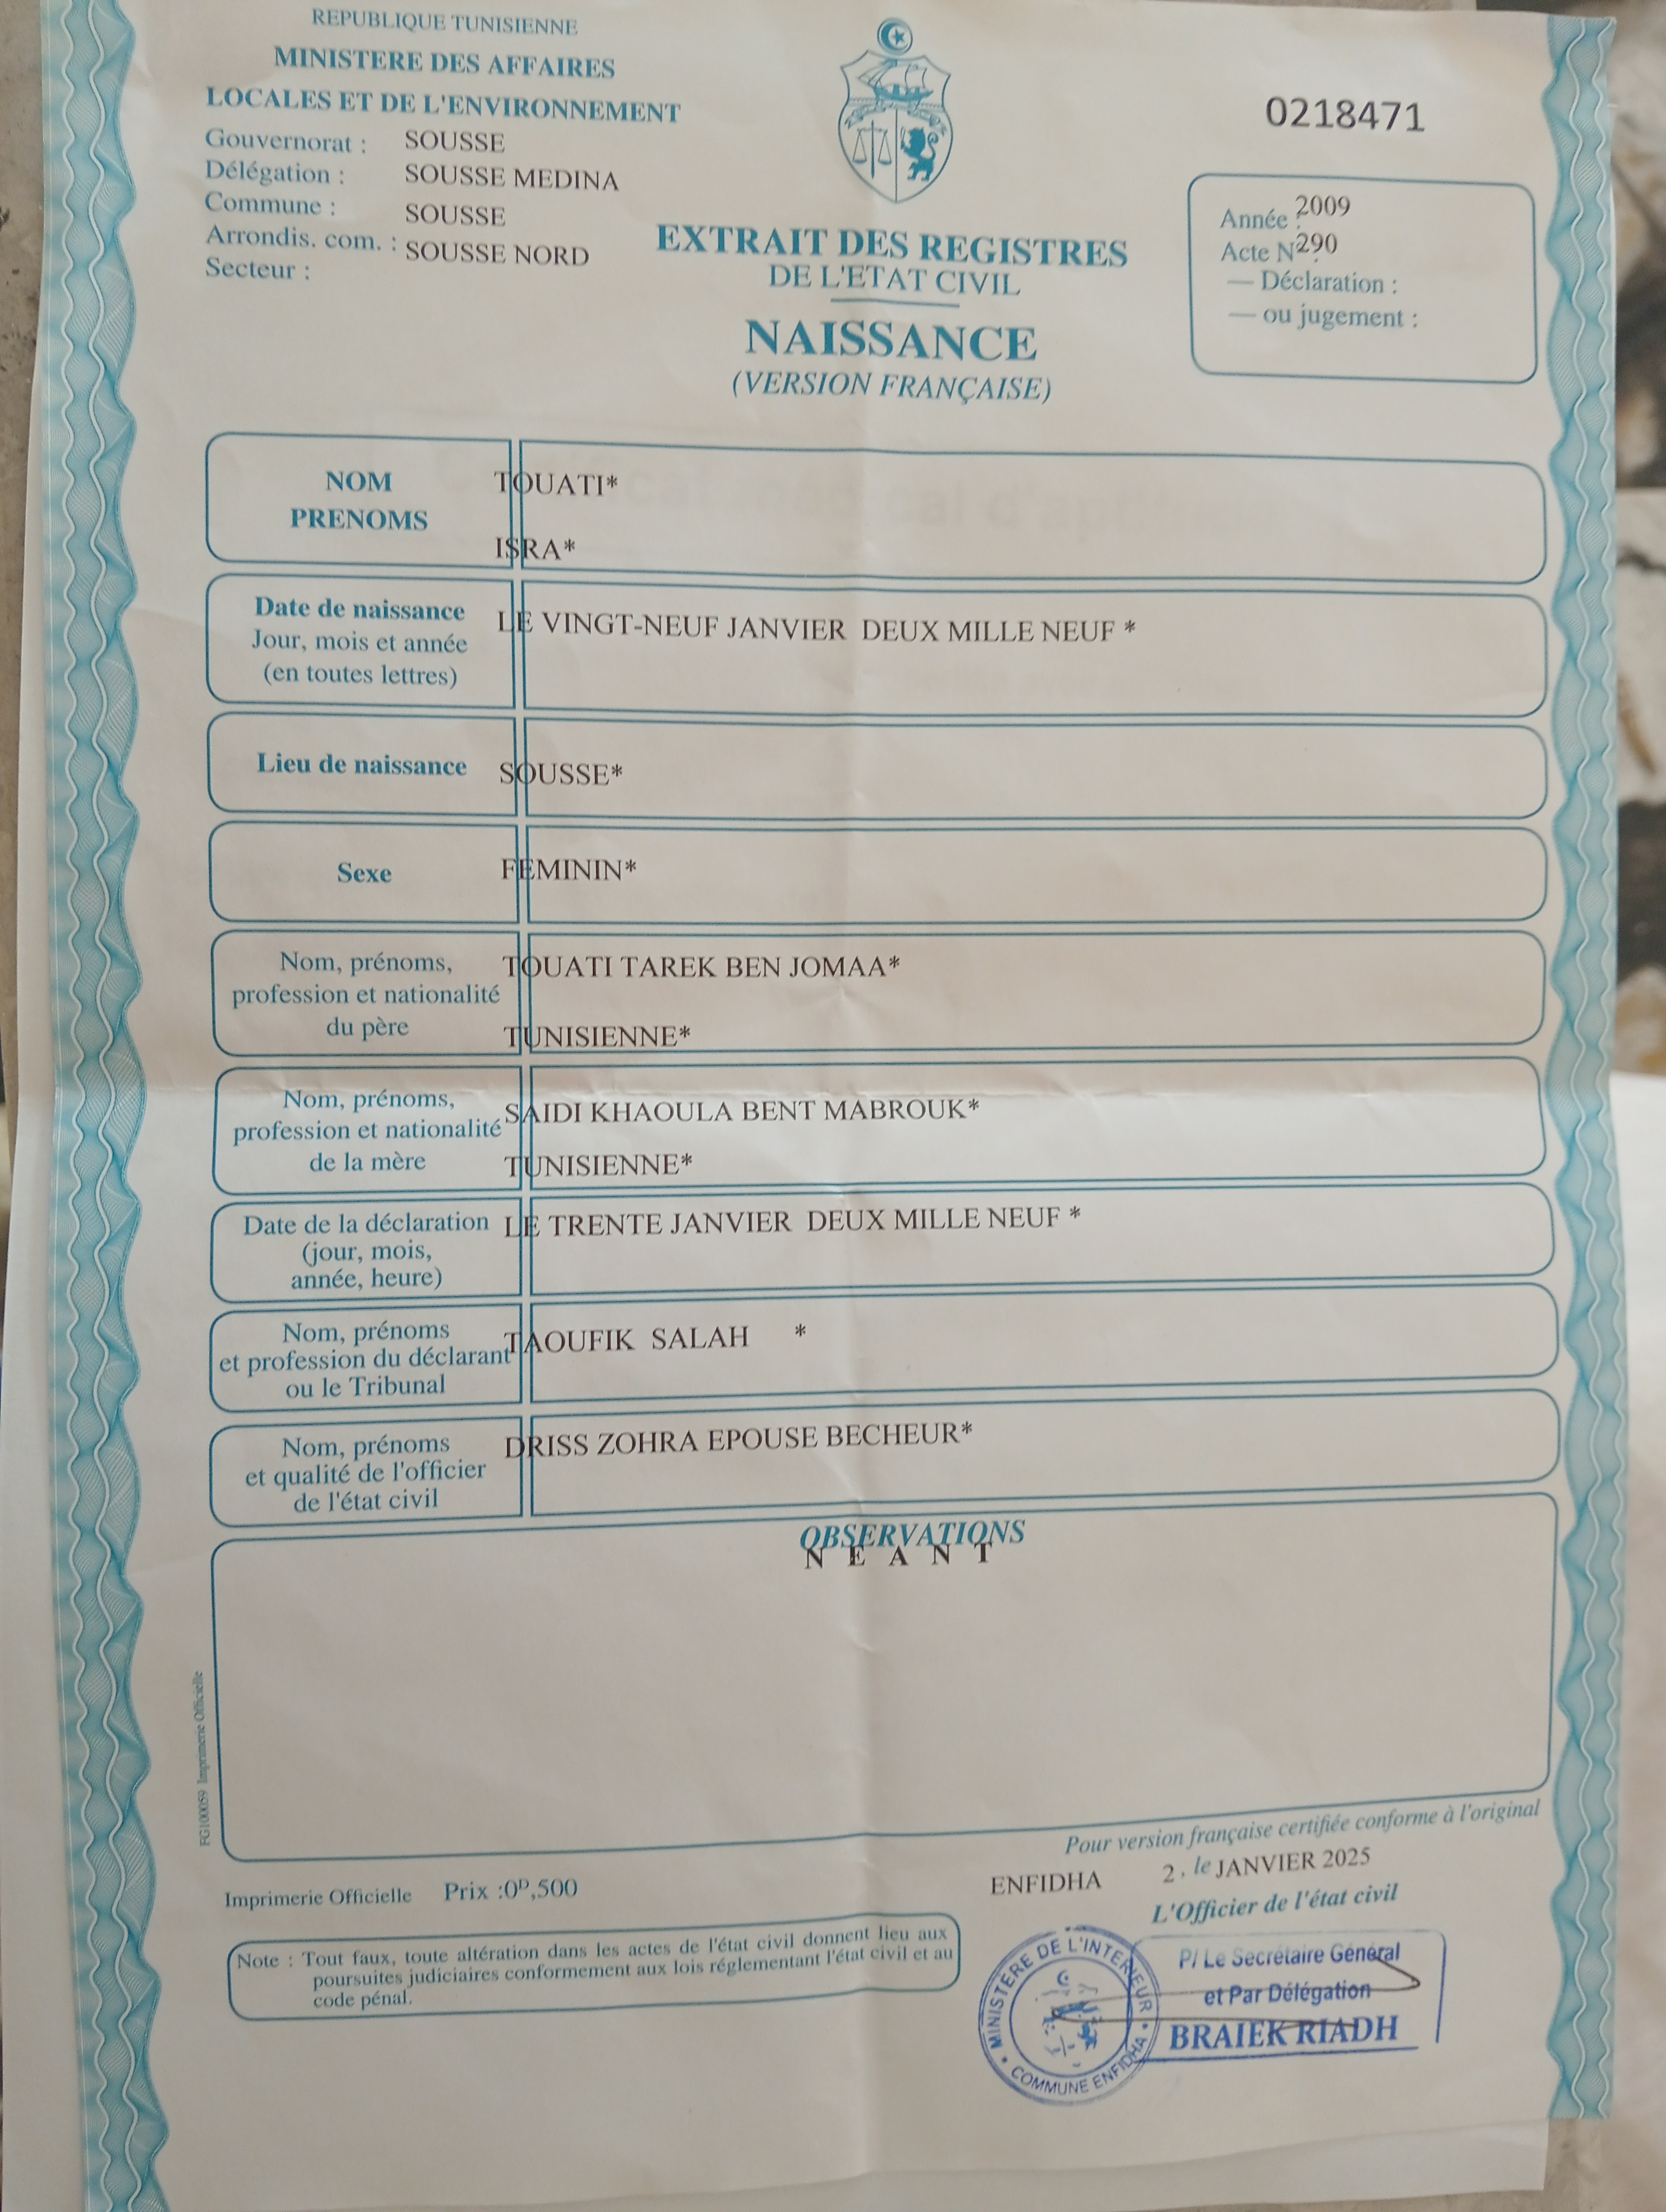 REPUBLIQUE TUNISIENNE
MINISTERE DES AFFAIRES
LOCALES ET DE L'ENVIRONNEMENT
Gouvernorat : SOUSSE
Délégation : SOUSSE MEDINA
Commune : SOUSSE
Arrondis. com. : SOUSSE NORD
Secteur :
0218471
EXTRAIT DES REGISTRES
DE L'ETAT CIVIL
NAISSANCE
(VERSION FRANÇAISE)
Année : 2009
Acte N° 290
— Déclaration :
— ou jugement :
NOM TOUATI*
PRENOMS
ISRA*
Date de naissance
Jour, mois et année
(en toutes lettres)
LE VINGT-NEUF JANVIER DEUX MILLE NEUF *
Lieu de naissance SOUSSE*
Sexe FEMININ*
Nom, prénoms,
profession et nationalité
du père
TOUATI TAREK BEN JOMAA*
TUNISIENNE*
Nom, prénoms,
profession et nationalité
de la mère
SAIDI KHAOULA BENT MABROUK*
TUNISIENNE*
Date de la déclaration
(jour, mois,
année, heure)
LE TRENTE JANVIER DEUX MILLE NEUF *
Nom, prénoms
et profession du déclarant
ou le Tribunal
TAOUFIK SALAH *
Nom, prénoms
et qualité de l'officier
de l'état civil
DRISS ZOHRA EPOUSE BECHEUR*
OBSERVATIONS
N E A N T
FG100059 Imprimerie Officielle
Pour version française certifiée conforme à l'original
ENFIDHA 2 , le JANVIER 2025
L'Officier de l'état civil
Imprimerie Officielle Prix :0ᴰ,500
Note : Tout faux, toute altération dans les actes de l'état civil donnent lieu aux
poursuites judiciaires conformement aux lois réglementant l'état civil et au
code pénal.
MINISTERE DE L'INTERIEUR
COMMUNE ENFIDHA
P/ Le Secrétaire Général
et Par Délégation
BRAIEK RIADH